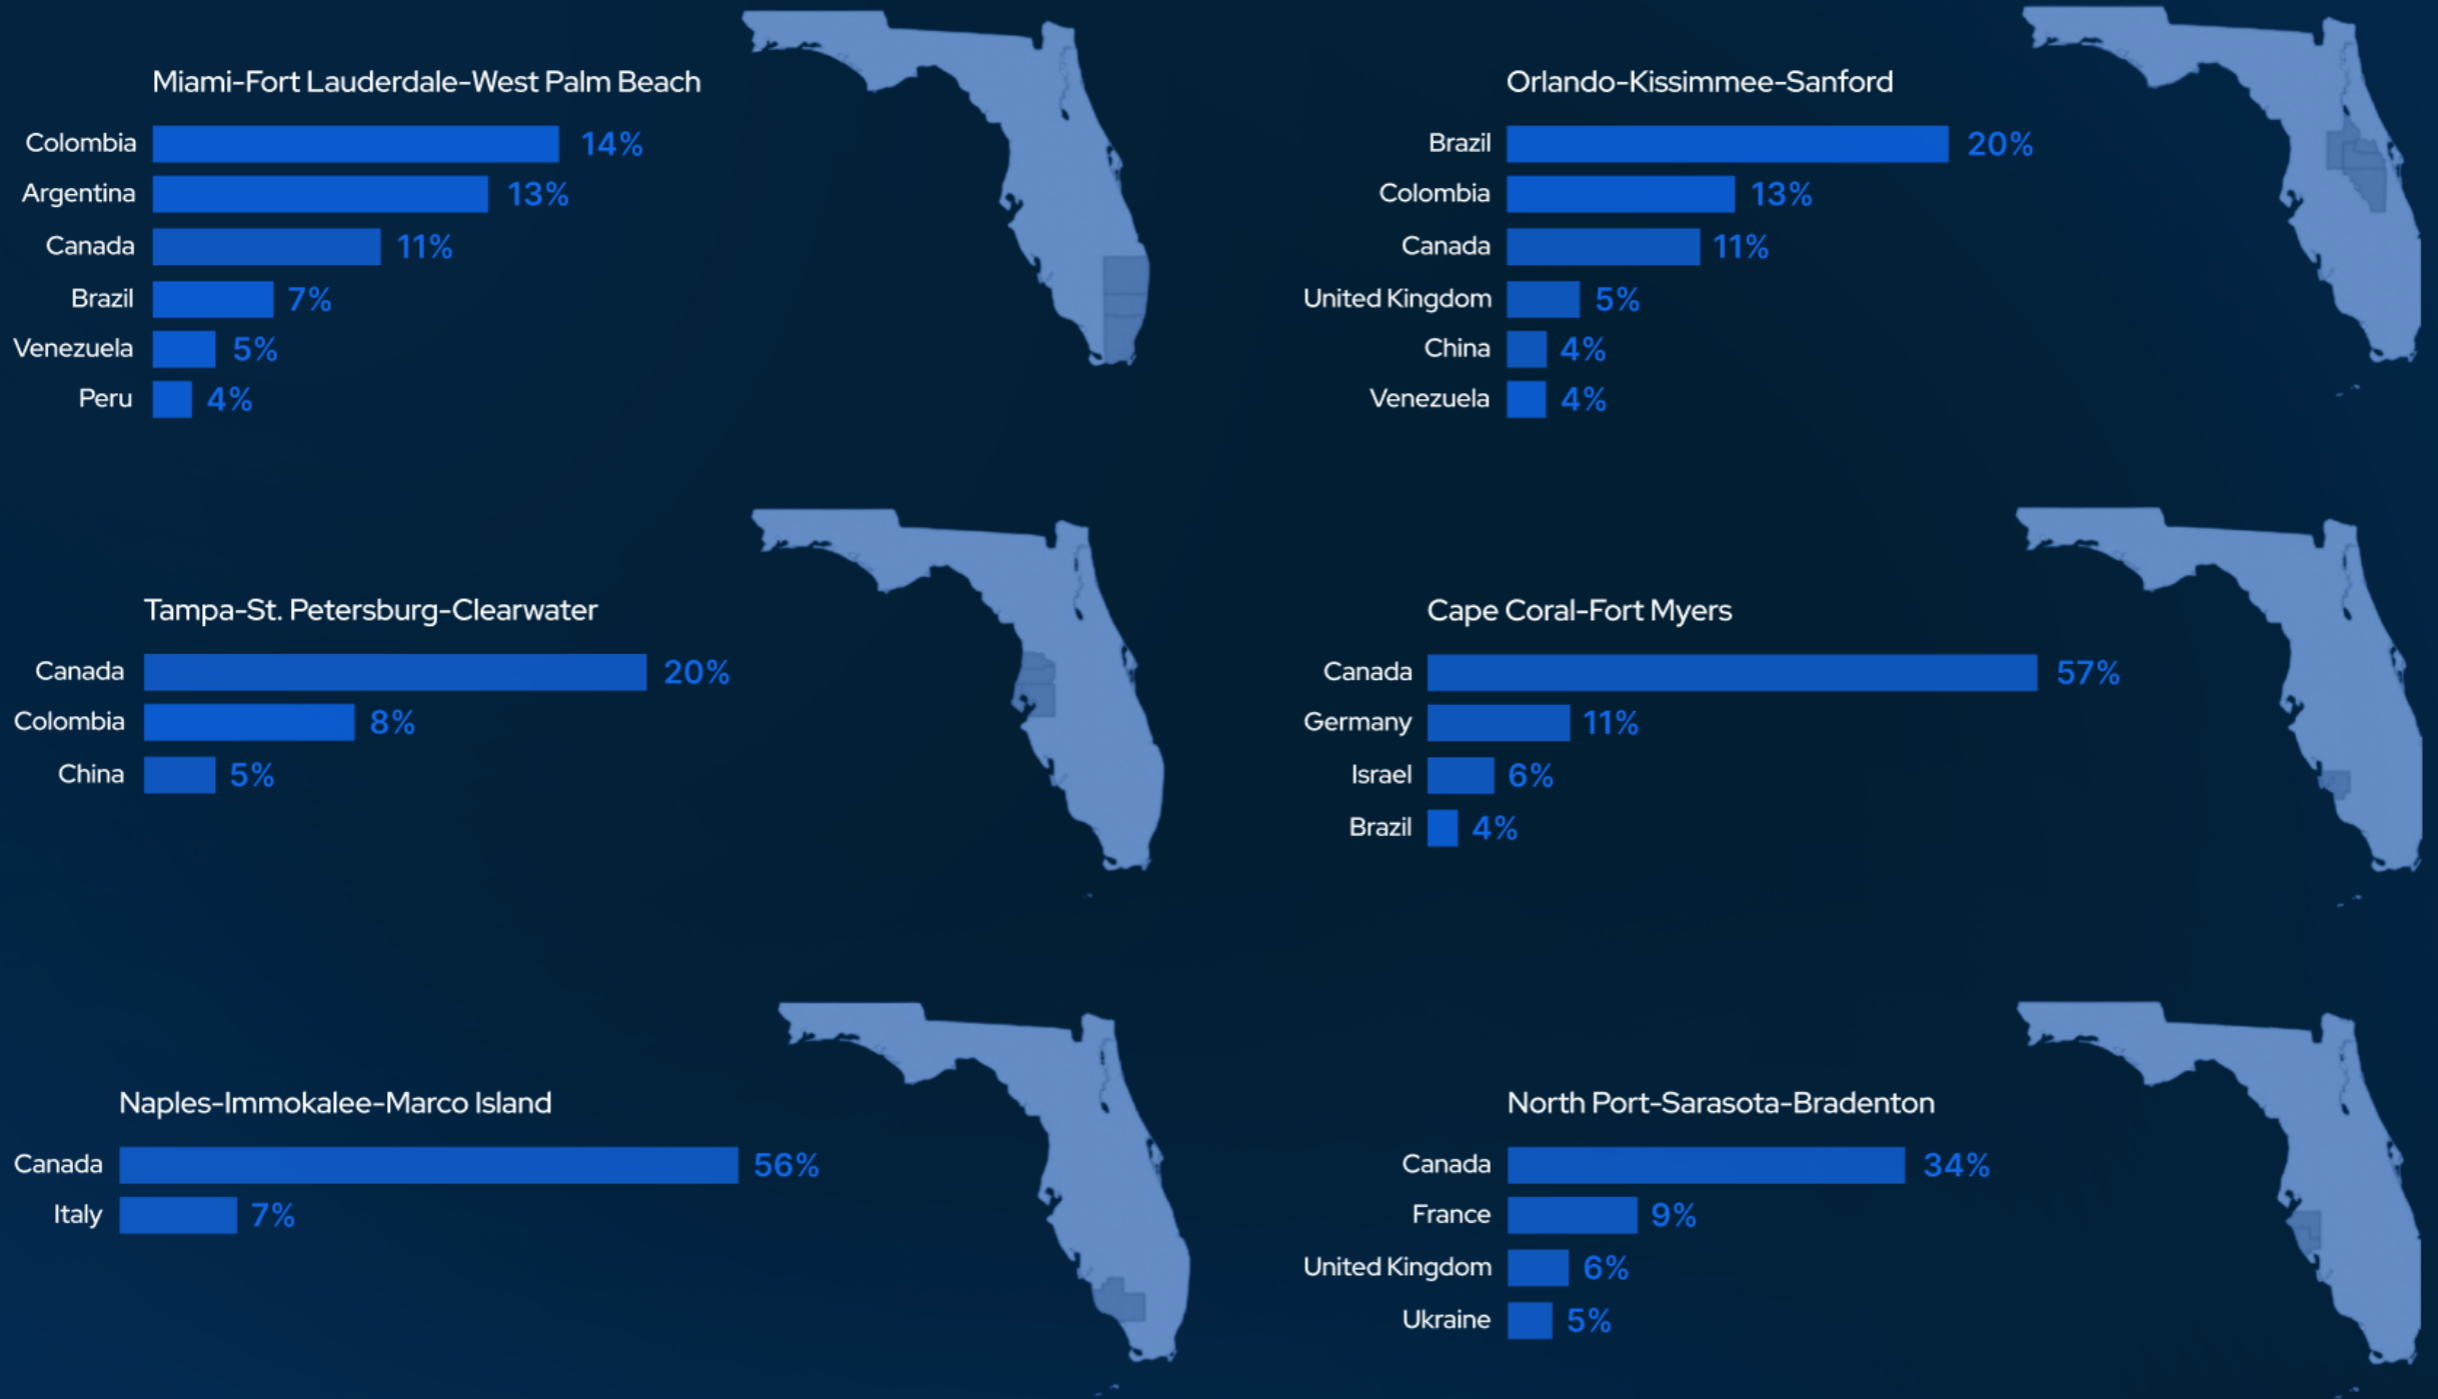 Miami-Fort Lauderdale-West Palm Beach
Colombia 14%
Argentina 13%
Canada 11%
Brazil 7%
Venezuela 5%
Peru 4%
Orlando-Kissimmee-Sanford
Brazil 20%
Colombia 13%
Canada 11%
United Kingdom 5%
China 4%
Venezuela 4%
Tampa-St. Petersburg-Clearwater
Canada 20%
Colombia 8%
China 5%
Cape Coral-Fort Myers
Canada 57%
Germany 11%
Israel 6%
Brazil 4%
Naples-Immokalee-Marco Island
Canada 56%
Italy 7%
North Port-Sarasota-Bradenton
Canada 34%
France 9%
United Kingdom 6%
Ukraine 5%